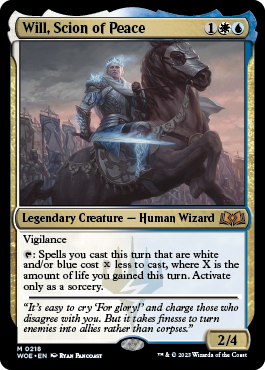 Will, Scion of Peace 1
Legendary Creature — Human Wizard
Vigilance
: Spells you cast this turn that are white
and/or blue cost X less to cast, where X is the
amount of life you gained this turn. Activate
only as a sorcery.
“It’s easy to cry ‘For glory!’ and charge those who
disagree with you. But it takes finesse to turn
enemies into allies rather than corpses.”
2/4
M 0218
WOE • EN Ryan Pancoast
™ & © 2023 Wizards of the Coast